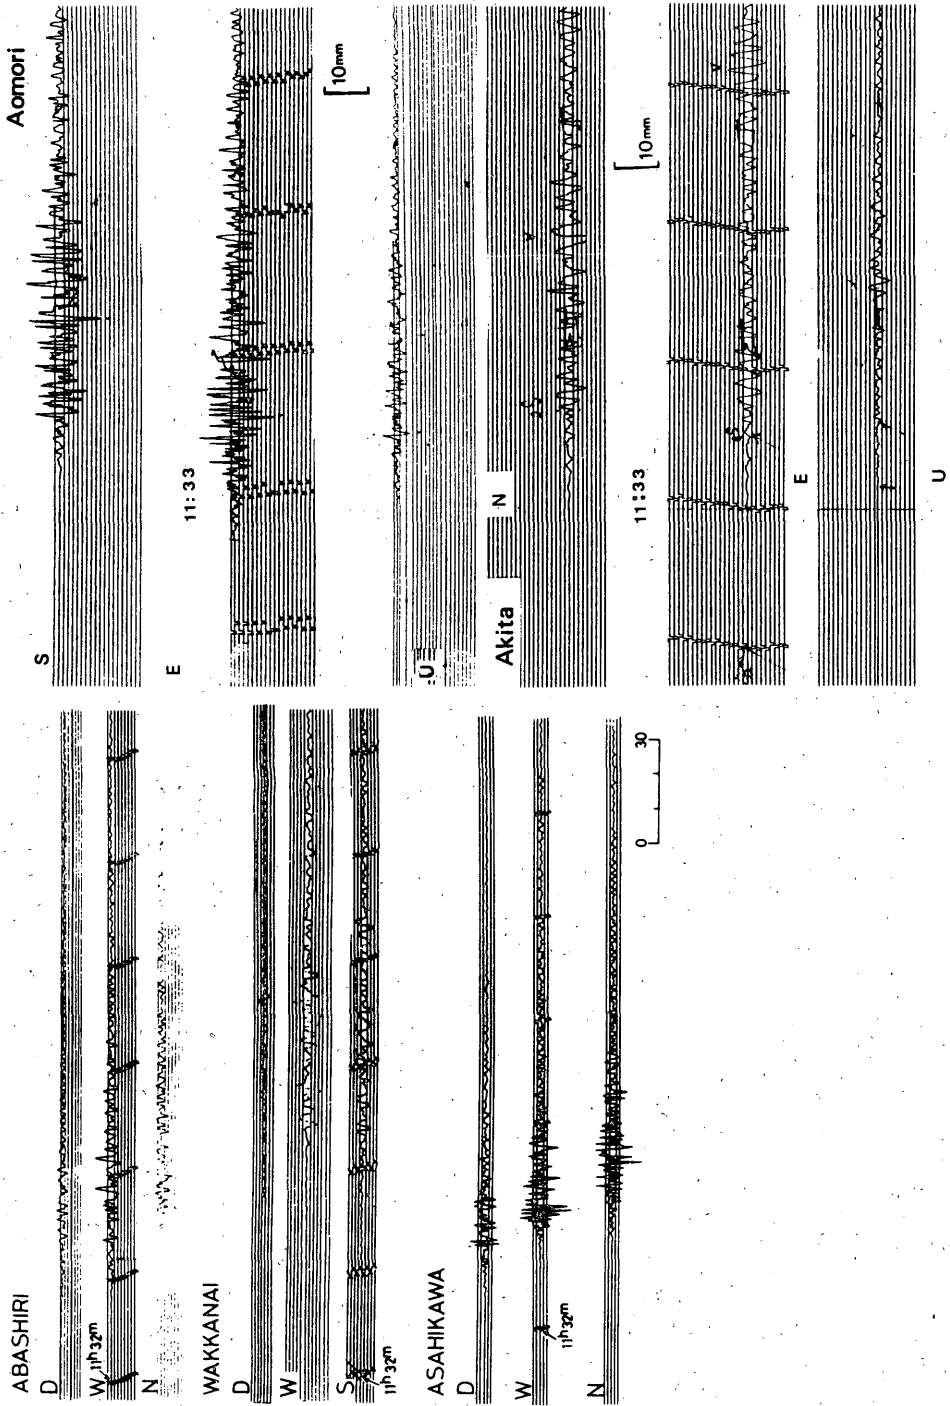 ABASHIRI
D
W
11h32m
N
WAKKANAI
D
W
S
11h32m
ASAHIKAWA
D
W
11h32m
N
0 30
Aomori
S
E
11:33
10mm
U
Akita
N
10mm
11:33
E
U